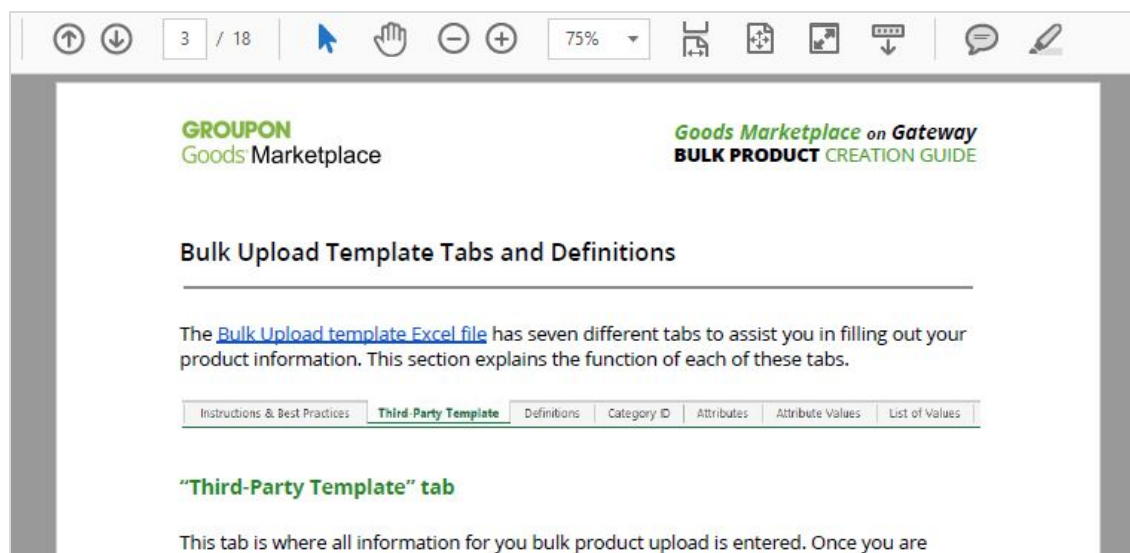 3 / 18 75%
GROUPON
Goods Marketplace
Goods Marketplace on Gateway
BULK PRODUCT CREATION GUIDE
Bulk Upload Template Tabs and Definitions
The Bulk Upload template Excel file has seven different tabs to assist you in filling out your
product information. This section explains the function of each of these tabs.
Instructions & Best Practices Third-Party Template Definitions Category ID Attributes Attribute Values List of Values
“Third-Party Template” tab
This tab is where all information for you bulk product upload is entered. Once you are